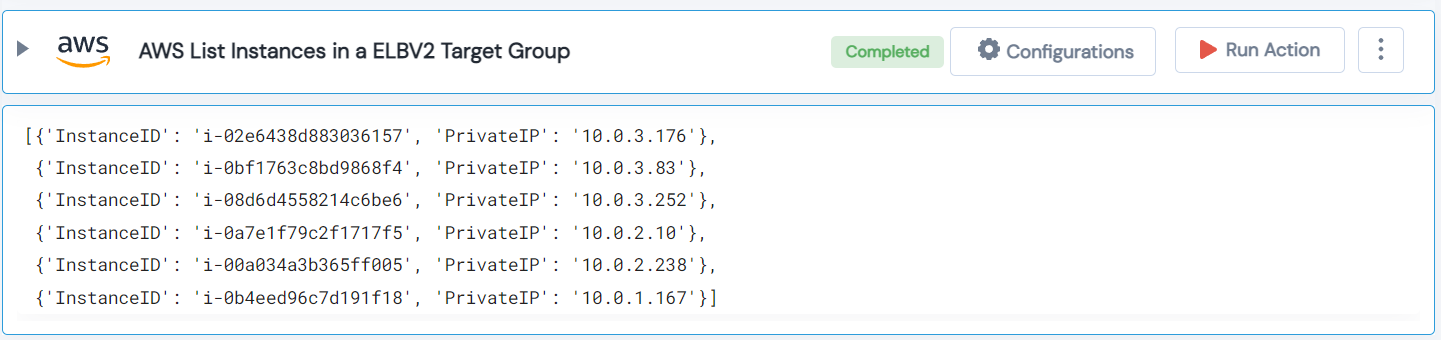 aws AWS List Instances in a ELBV2 Target Group Completed Configurations Run Action
[{'InstanceID': 'i-02e6438d883036157', 'PrivateIP': '10.0.3.176'},
{'InstanceID': 'i-0bf1763c8bd9868f4', 'PrivateIP': '10.0.3.83'},
{'InstanceID': 'i-08d6d4558214c6be6', 'PrivateIP': '10.0.3.252'},
{'InstanceID': 'i-0a7e1f79c2f1717f5', 'PrivateIP': '10.0.2.10'},
{'InstanceID': 'i-00a034a3b365ff005', 'PrivateIP': '10.0.2.238'},
{'InstanceID': 'i-0b4eed96c7d191f18', 'PrivateIP': '10.0.1.167'}]